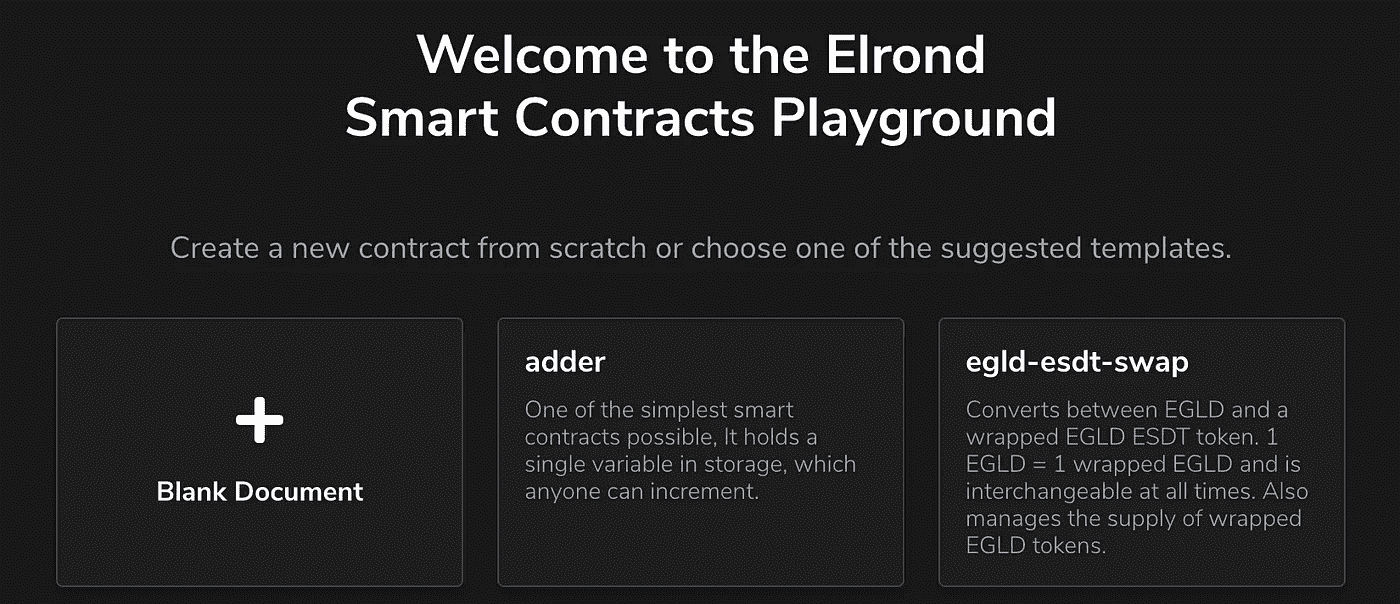 Welcome to the Elrond
Smart Contracts Playground
Create a new contract from scratch or choose one of the suggested templates.
Blank Document
adder
One of the simplest smart
contracts possible, It holds a
single variable in storage, which
anyone can increment.
egld-esdt-swap
Converts between EGLD and a
wrapped EGLD ESDT token. 1
EGLD = 1 wrapped EGLD and is
interchangeable at all times. Also
manages the supply of wrapped
EGLD tokens.